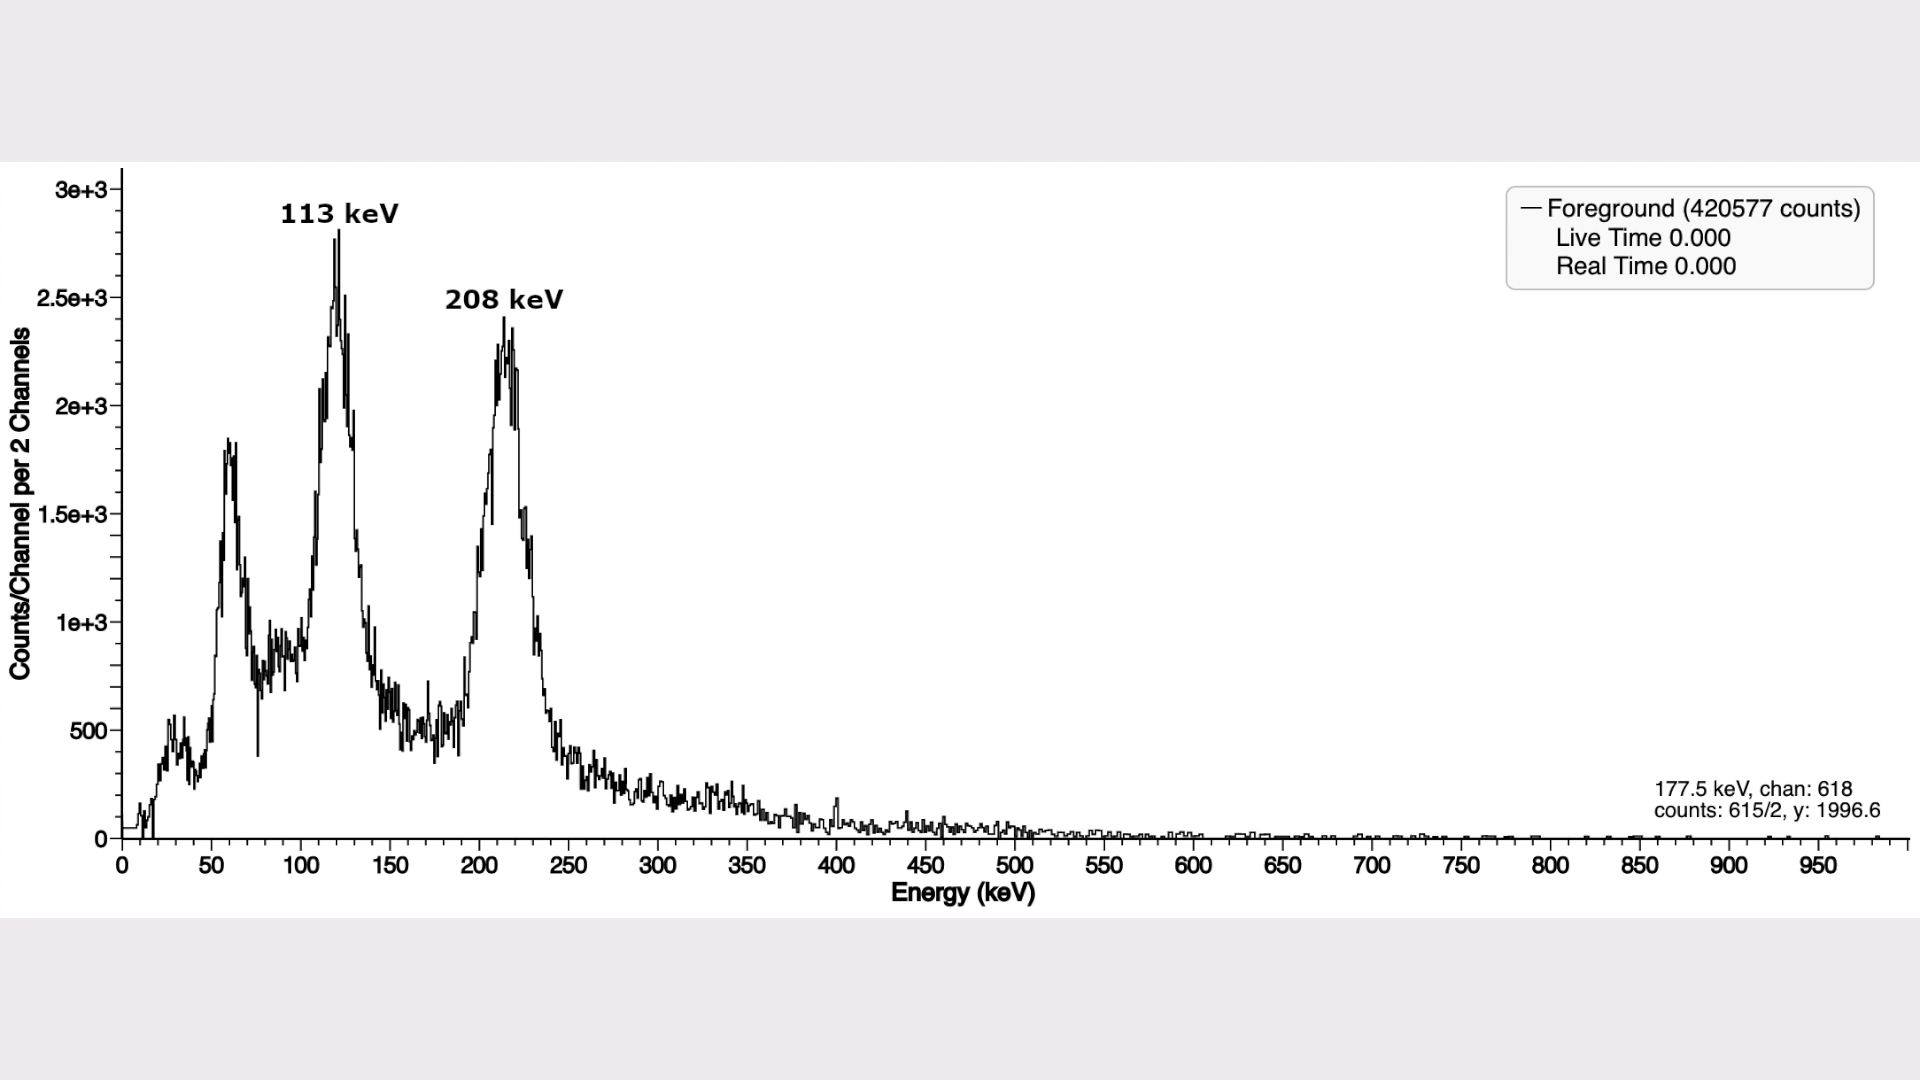 3e+3
2.5e+3
2e+3
1.5e+3
1e+3
500
0
Counts/Channel per 2 Channels
113 keV
208 keV
Foreground (420577 counts)
Live Time 0.000
Real Time 0.000
177.5 keV, chan: 618
counts: 615/2, y: 1996.6
0 50 100 150 200 250 300 350 400 450 500 550 600 650 700 750 800 850 900 950
Energy (keV)